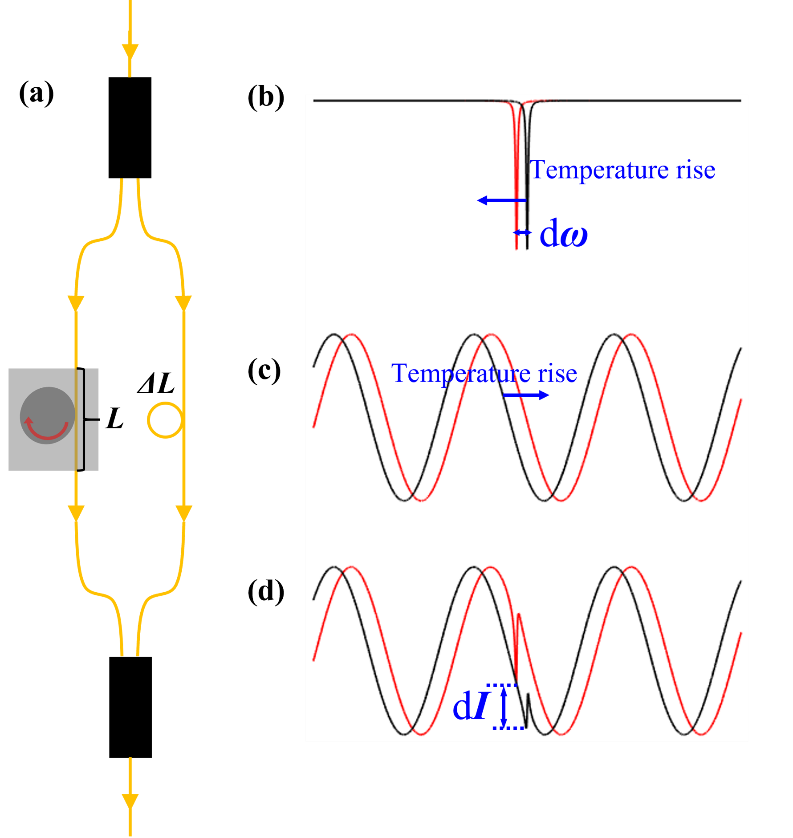 (a)
ΔL
L
(b)
Temperature rise
dω
(c)
Temperature rise
(d)
dI